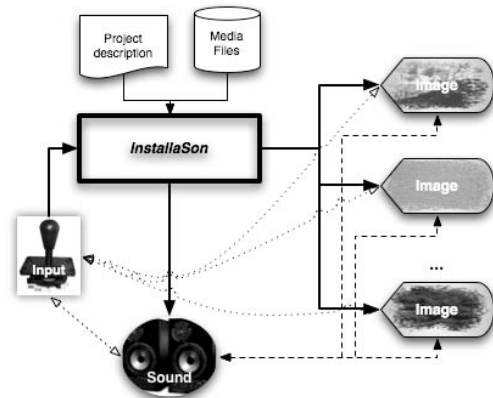 Project
description
Media
Files
InstallaSon
Image
Image
...
Image
Input
Sound